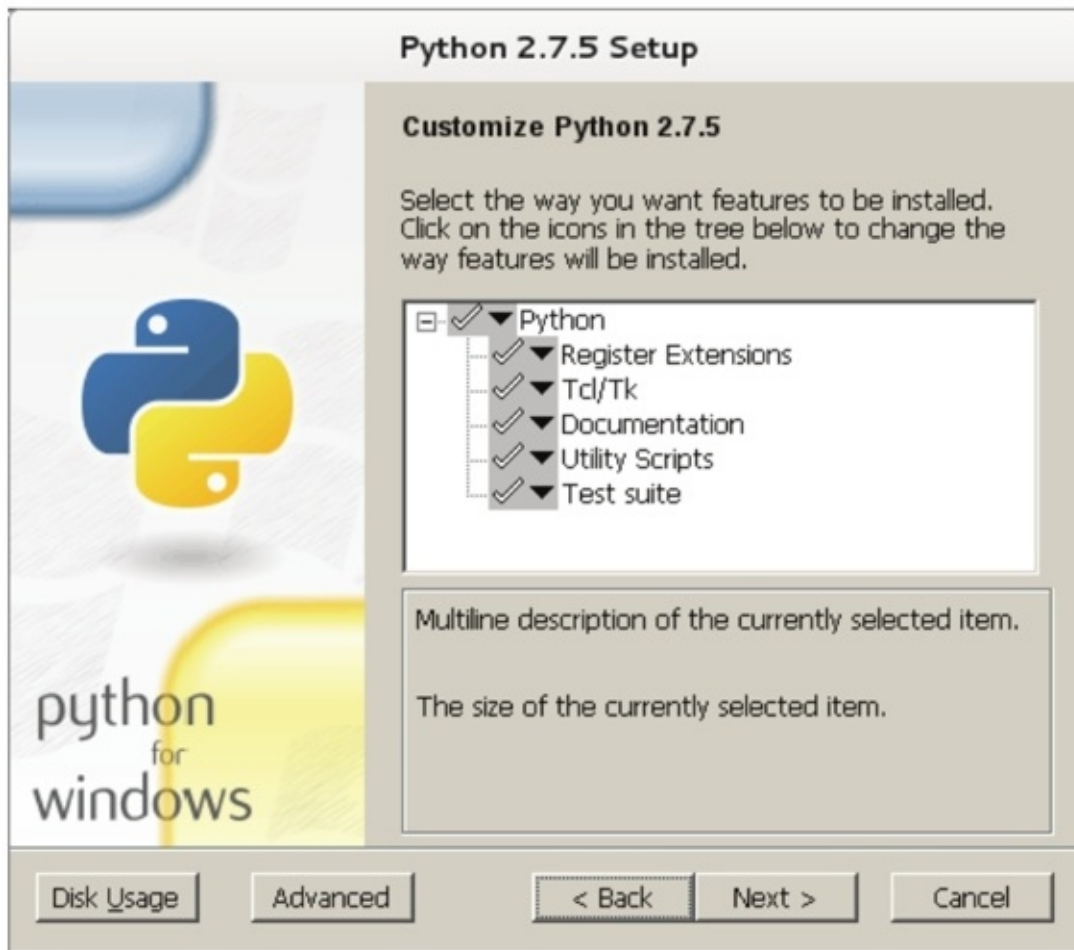 Python 2.7.5 Setup
Customize Python 2.7.5
Select the way you want features to be installed.
Click on the icons in the tree below to change the
way features will be installed.
Python
Register Extensions
Tcl/Tk
Documentation
Utility Scripts
Test suite
Multiline description of the currently selected item.
The size of the currently selected item.
python
for
windows
Disk Usage
Advanced
< Back
Next >
Cancel